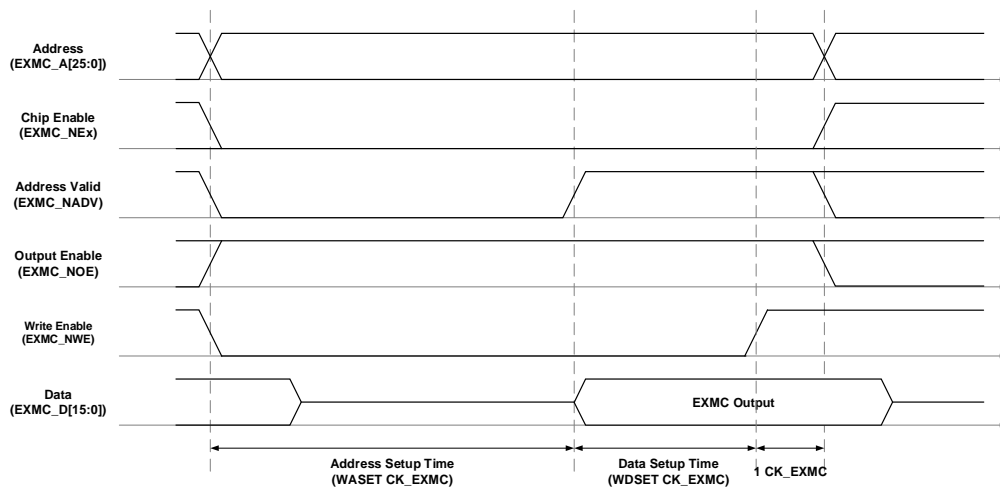 Address
(EXMC_A[25:0])
Chip Enable
(EXMC_NEx)
Address Valid
(EXMC_NADV)
Output Enable
(EXMC_NOE)
Write Enable
(EXMC_NWE)
Data
(EXMC_D[15:0])
EXMC Output
Address Setup Time
(WASET CK_EXMC)
Data Setup Time
(WDSET CK_EXMC)
1 CK_EXMC